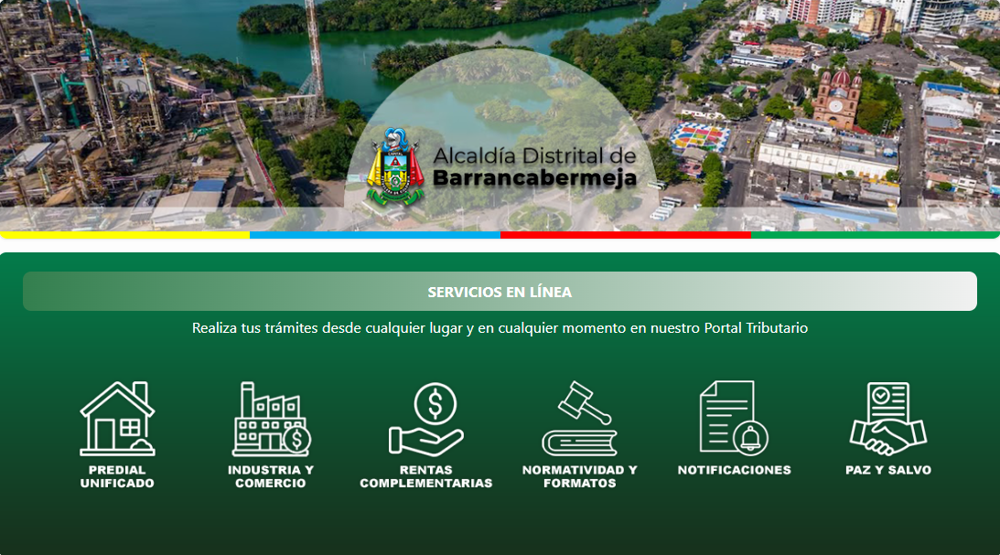 Alcaldía Distrital de
Barrancabermeja
SERVICIOS EN LÍNEA
Realiza tus trámites desde cualquier lugar y en cualquier momento en nuestro Portal Tributario
PREDIAL
UNIFICADO
INDUSTRIA Y
COMERCIO
RENTAS
COMPLEMENTARIAS
NORMATIVIDAD Y
FORMATOS
NOTIFICACIONES
PAZ Y SALVO